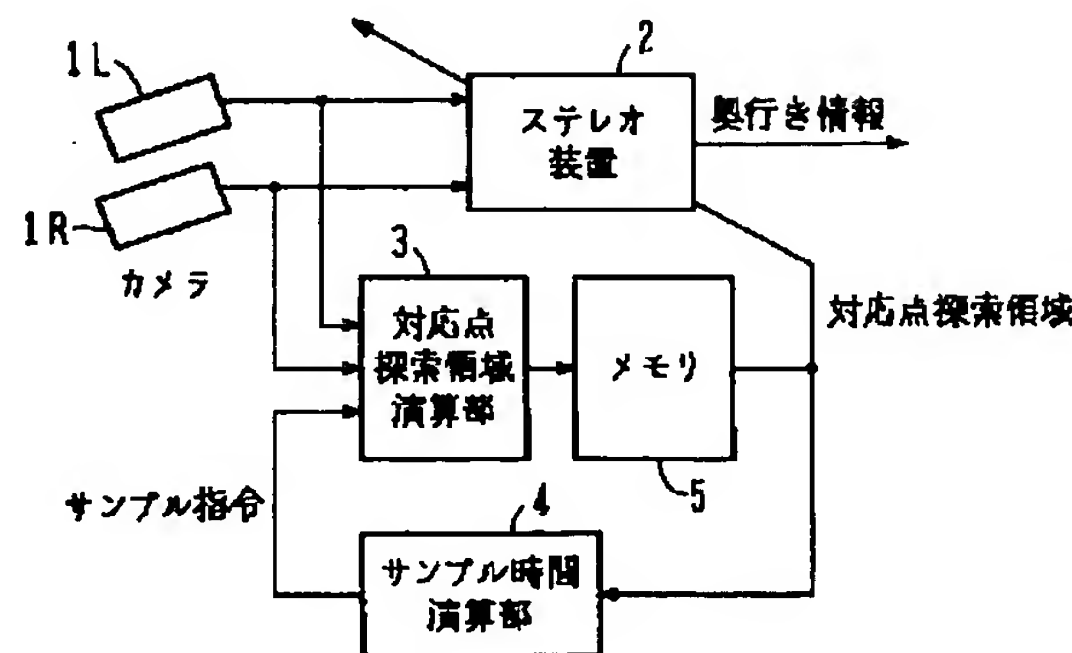 1L
2
ステレオ
装置
奥行き情報
1R
カメラ
3
対応点
探索領域
演算部
メモリ
対応点探索領域
5
サンプル指令
4
サンプル時間
演算部